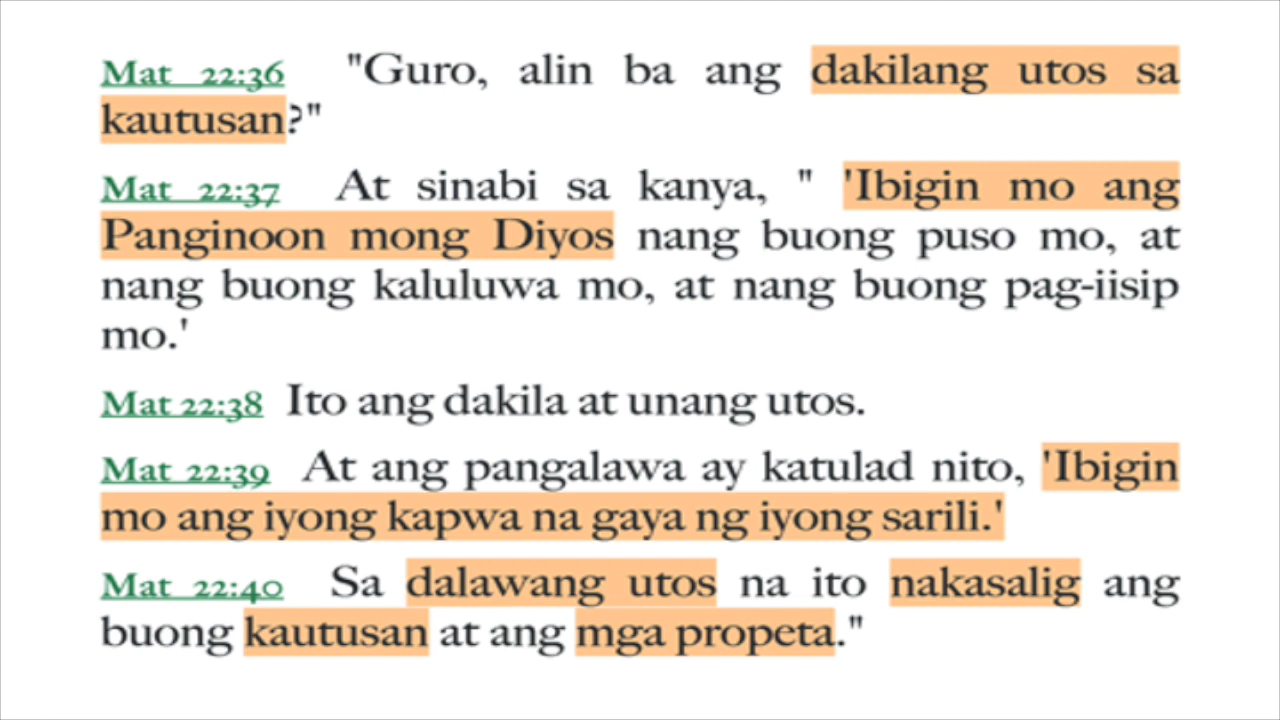 Mat 22:36 "Guro, alin ba ang dakilang utos sa
kautusan?"
Mat 22:37 At sinabi sa kanya, " 'Ibigin mo ang
Panginoon mong Diyos nang buong puso mo, at
nang buong kaluluwa mo, at nang buong pag-iisip
mo.'
Mat 22:38 Ito ang dakila at unang utos.
Mat 22:39 At ang pangalawa ay katulad nito, 'Ibigin
mo ang iyong kapwa na gaya ng iyong sarili.'
Mat 22:40 Sa dalawang utos na ito nakasalig ang
buong kautusan at ang mga propeta."